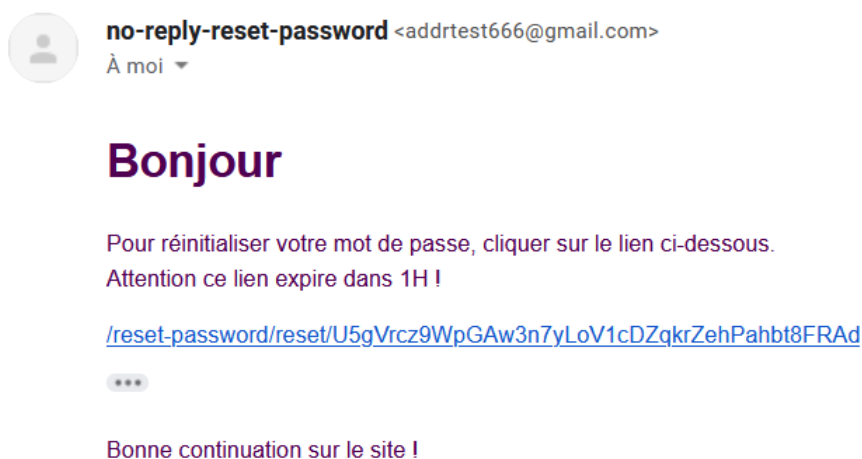 no-reply-reset-password <addrtest666@gmail.com>
À moi
Bonjour
Pour réinitialiser votre mot de passe, cliquer sur le lien ci-dessous.
Attention ce lien expire dans 1H !
/reset-password/reset/U5gVrcz9WpGAw3n7yLoV1cDZqkrZehPahbt8FRAd
Bonne continuation sur le site !